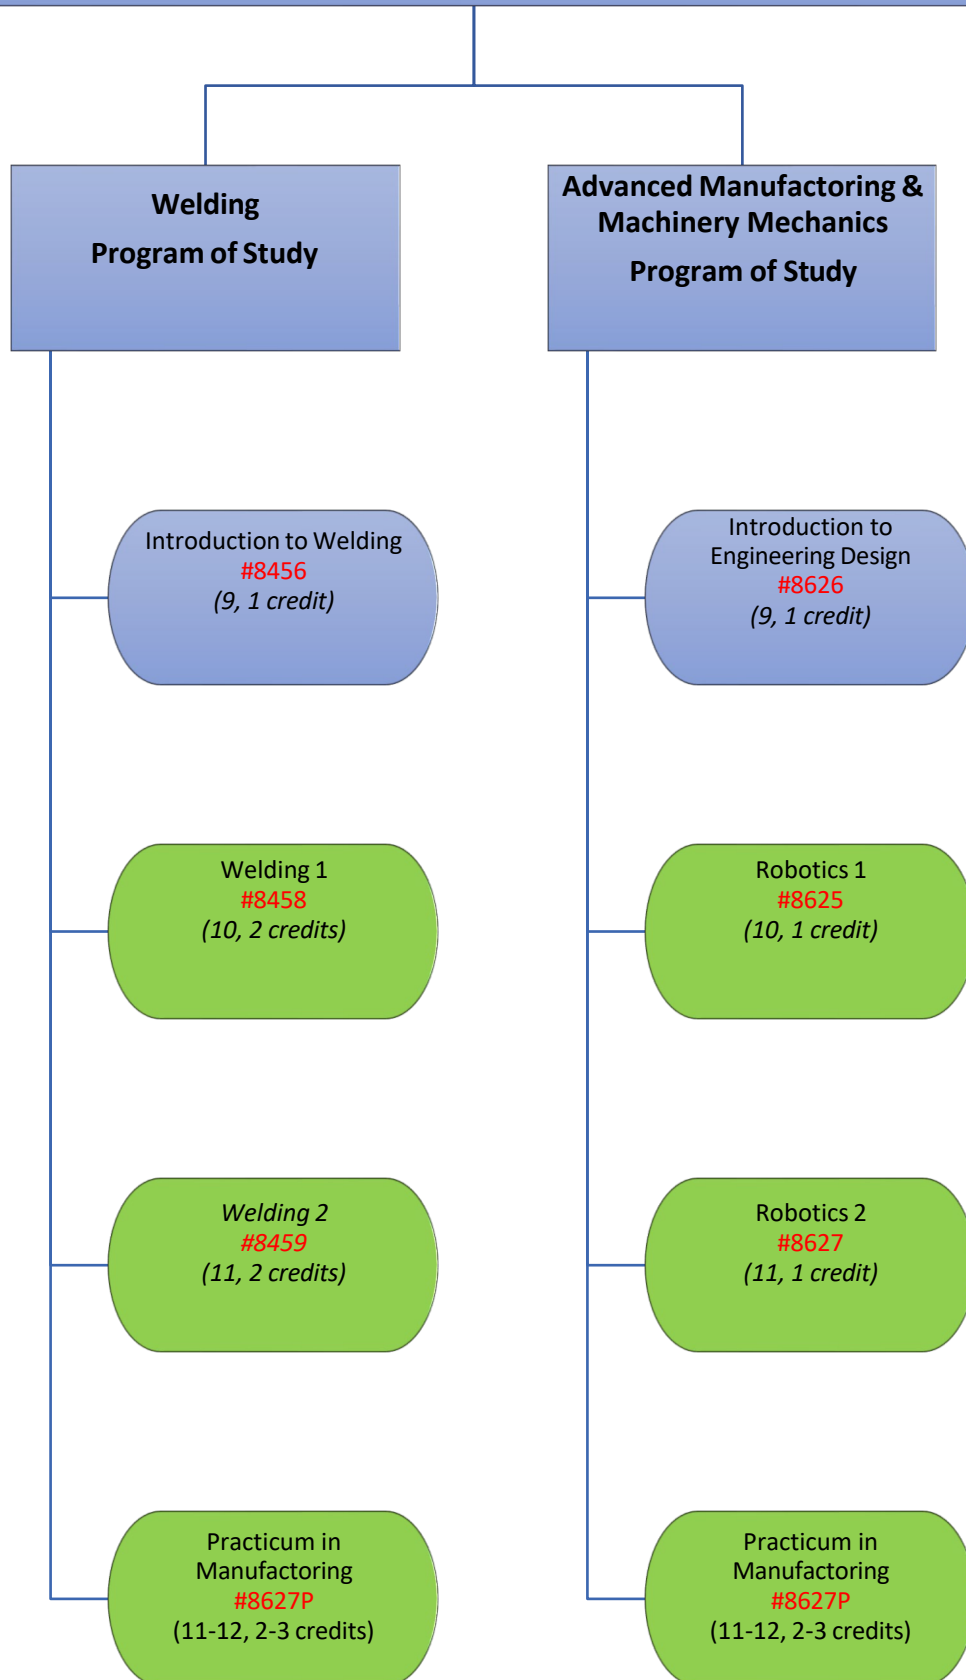 Welding
Program of Study
Advanced Manufactoring &
Machinery Mechanics
Program of Study
Introduction to Welding
#8456
(9, 1 credit)
Introduction to
Engineering Design
#8626
(9, 1 credit)
Welding 1
#8458
(10, 2 credits)
Robotics 1
#8625
(10, 1 credit)
Welding 2
#8459
(11, 2 credits)
Robotics 2
#8627
(11, 1 credit)
Practicum in
Manufactoring
#8627P
(11-12, 2-3 credits)
Practicum in
Manufactoring
#8627P
(11-12, 2-3 credits)